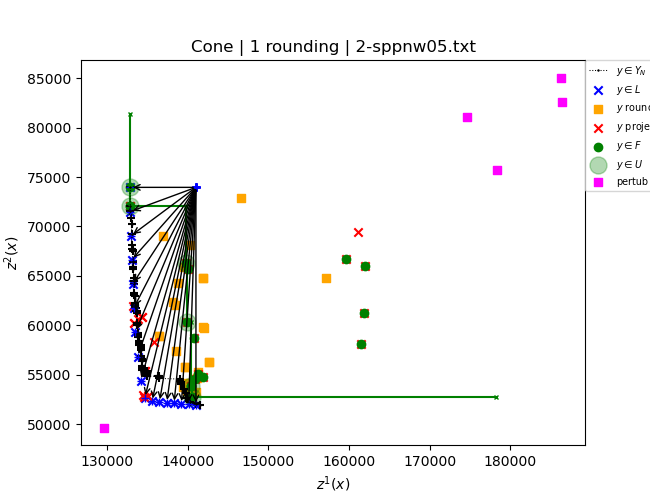 Cone | 1 rounding | 2-sppnw05.txt
85000
80000
75000
70000
65000
60000
55000
50000
z²(x)
130000 140000 150000 160000 170000 180000
z¹(x)
y ∈ Y_N
y ∈ L
y roun
y proje
y ∈ F
y ∈ U
pertub